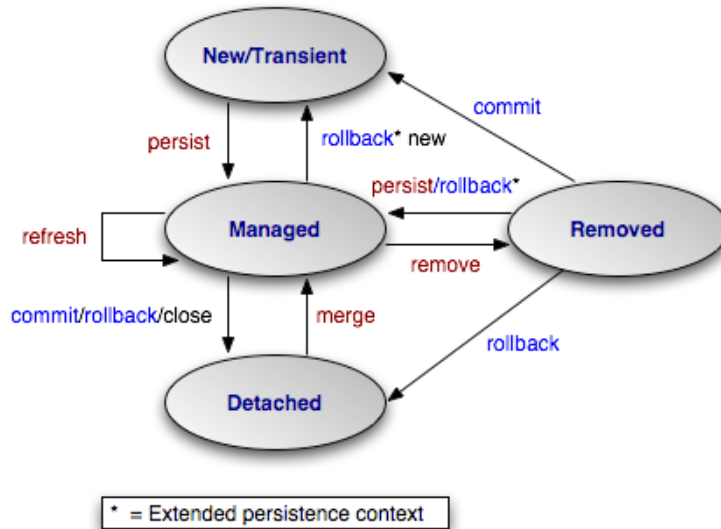 New/Transient
commit
persist
rollback* new
persist/rollback*
refresh
Managed
Removed
remove
commit/rollback/close
merge
rollback
Detached
* = Extended persistence context